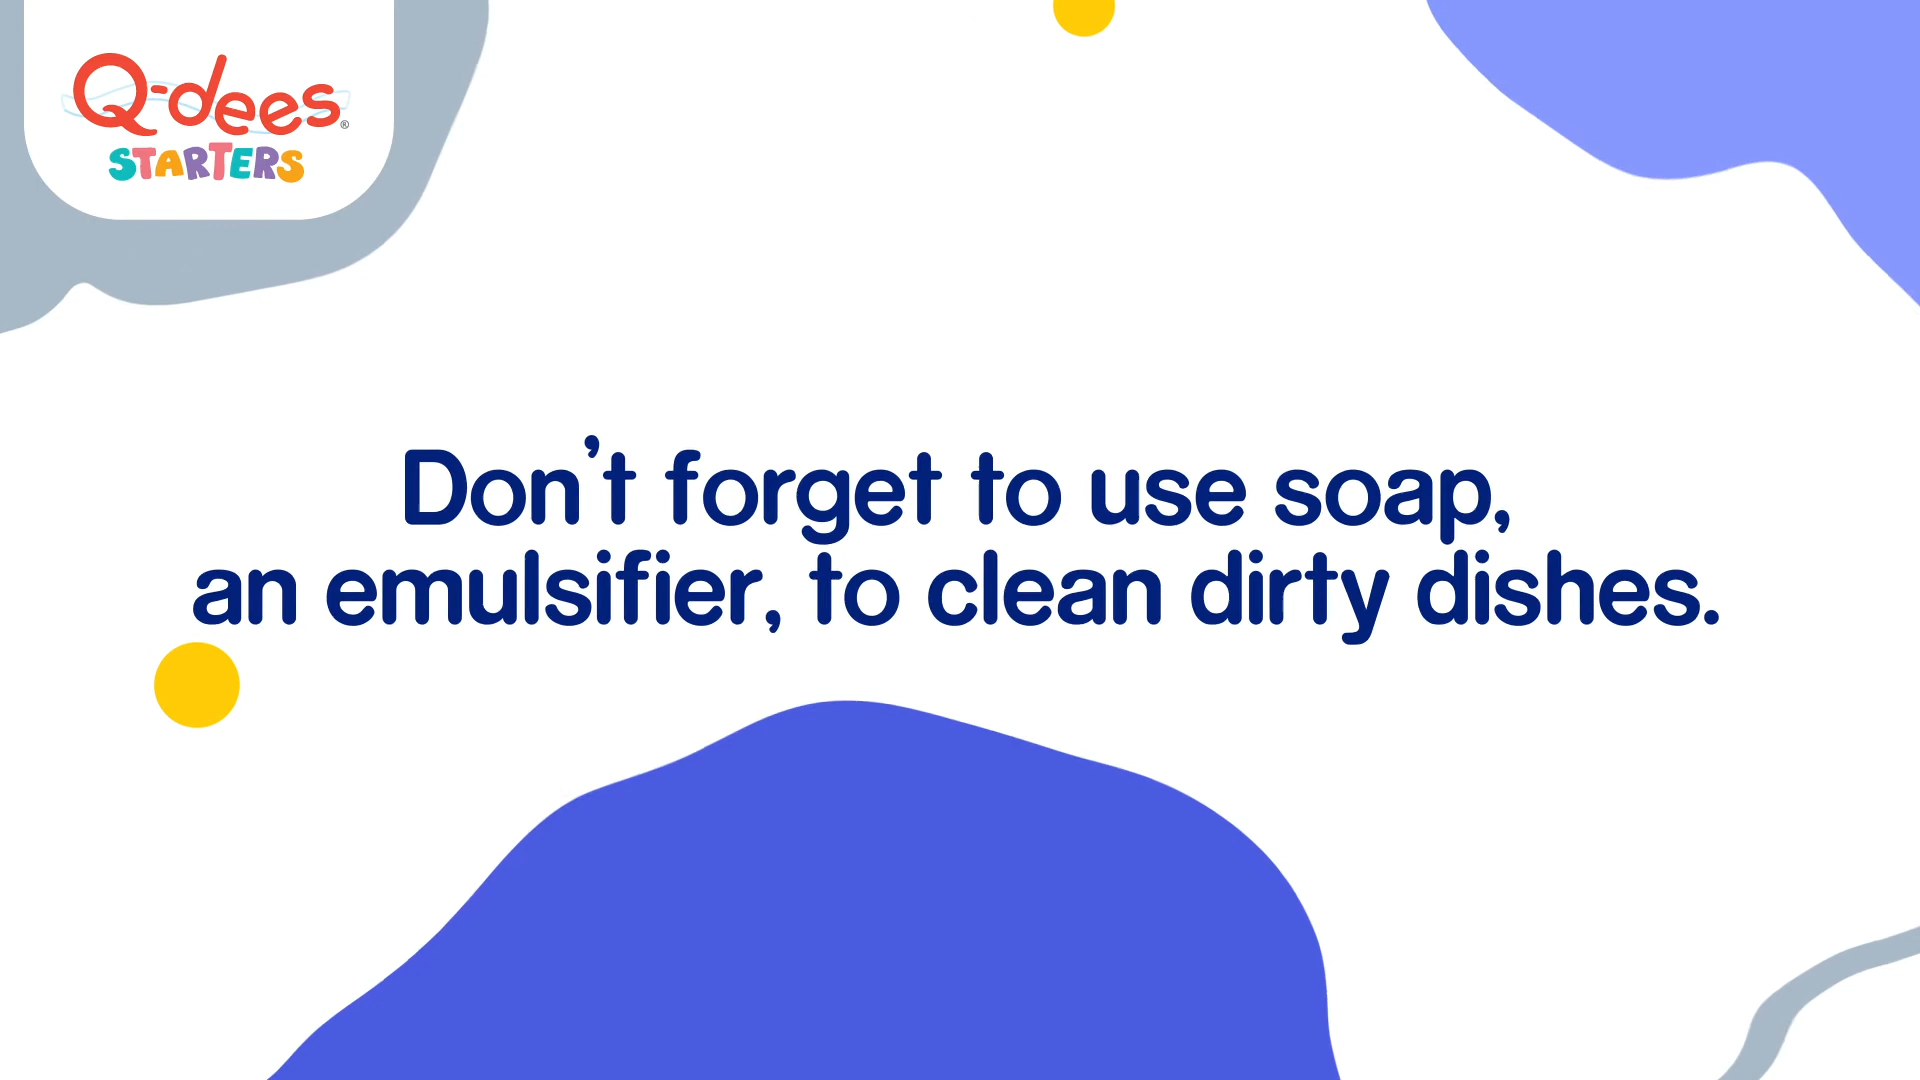 Q-dees®
STARTERS
Don't forget to use soap,
an emulsifier, to clean dirty dishes.